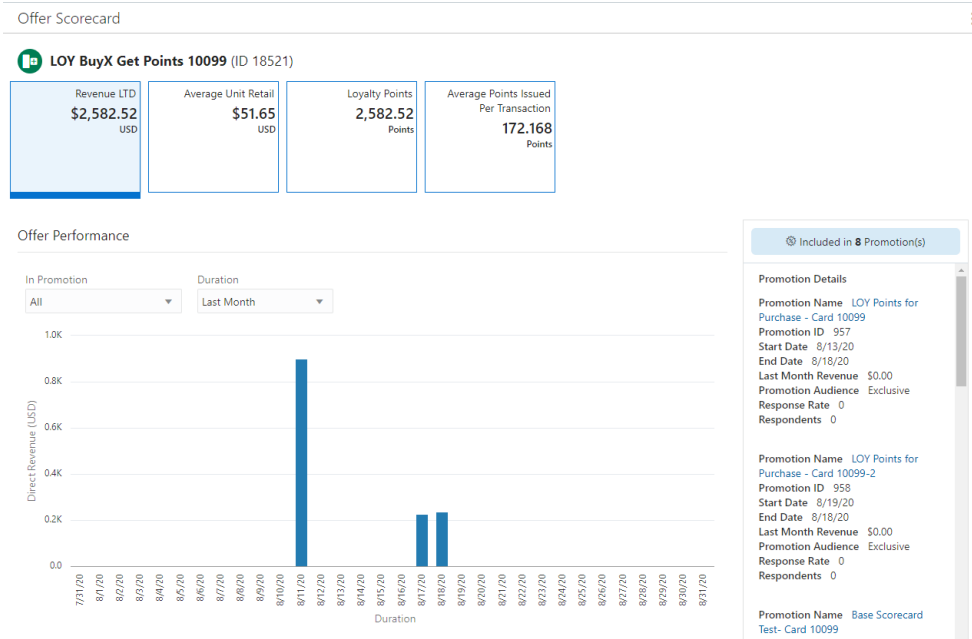 Offer Scorecard
LOY BuyX Get Points 10099 (ID 18521)
Revenue LTD
$2,582.52
USD
Average Unit Retail
$51.65
USD
Loyalty Points
2,582.52
Points
Average Points Issued
Per Transaction
172.168
Points
Offer Performance
In Promotion
All
Duration
Last Month
1.0K
0.8K
0.6K
0.4K
0.2K
0.0
Direct Revenue (USD)
7/31/20
8/1/20
8/2/20
8/3/20
8/4/20
8/5/20
8/6/20
8/7/20
8/8/20
8/9/20
8/10/20
8/11/20
8/12/20
8/13/20
8/14/20
8/15/20
8/16/20
8/17/20
8/18/20
8/19/20
8/20/20
8/21/20
8/22/20
8/23/20
8/24/20
8/25/20
8/26/20
8/27/20
8/28/20
8/29/20
8/30/20
8/31/20
Duration
Included in 8 Promotion(s)
Promotion Details
Promotion Name LOY Points for
Purchase - Card 10099
Promotion ID 957
Start Date 8/13/20
End Date 8/18/20
Last Month Revenue $0.00
Promotion Audience Exclusive
Response Rate 0
Respondents 0
Promotion Name LOY Points for
Purchase - Card 10099-2
Promotion ID 958
Start Date 8/19/20
End Date 8/18/20
Last Month Revenue $0.00
Promotion Audience Exclusive
Response Rate 0
Respondents 0
Promotion Name Base Scorecard
Test- Card 10099